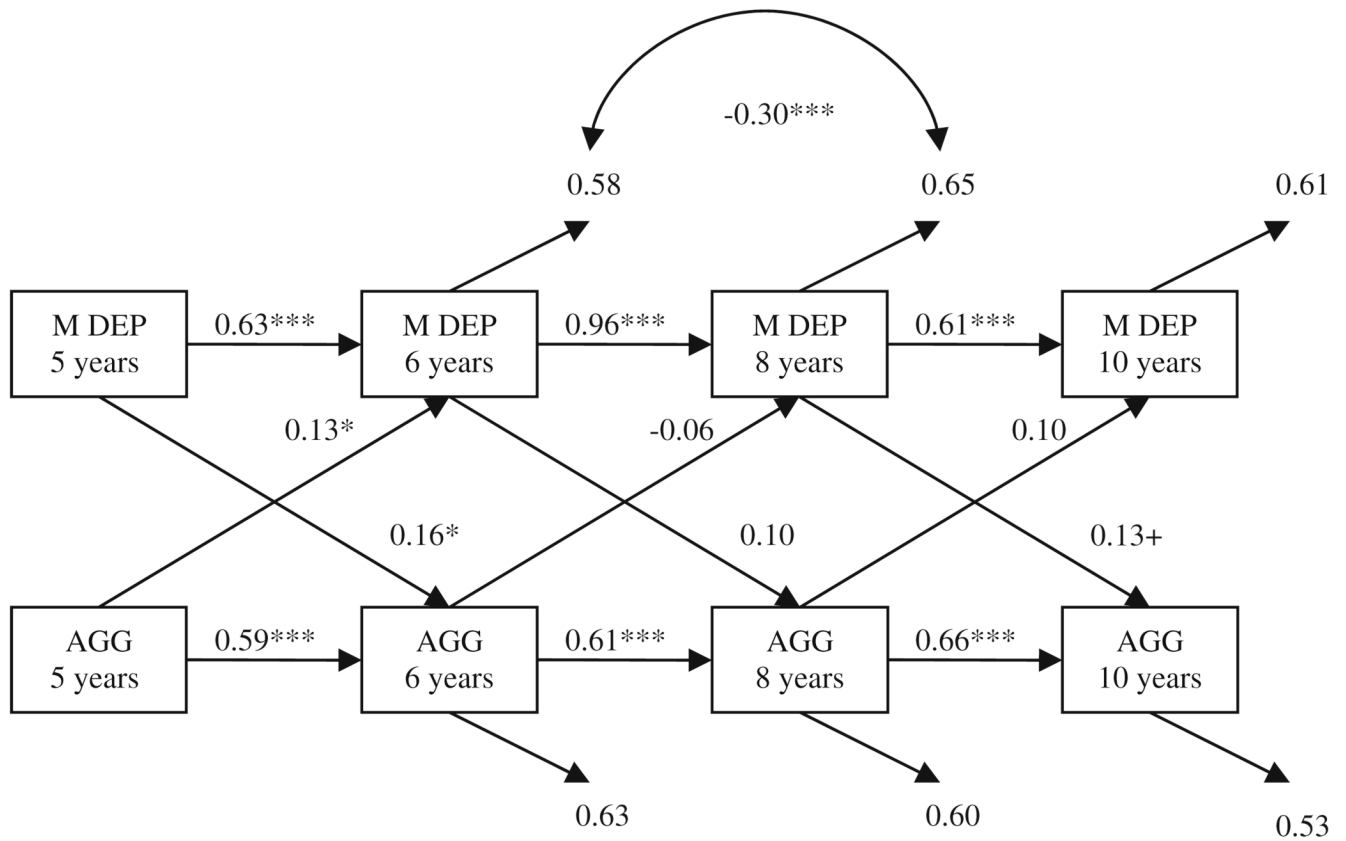 -0.30***
0.58
0.65
0.61
M DEP
5 years
0.63***
M DEP
6 years
0.96***
M DEP
8 years
0.61***
M DEP
10 years
0.13*
-0.06
0.10
0.16*
0.10
0.13+
AGG
5 years
0.59***
AGG
6 years
0.61***
AGG
8 years
0.66***
AGG
10 years
0.63
0.60
0.53